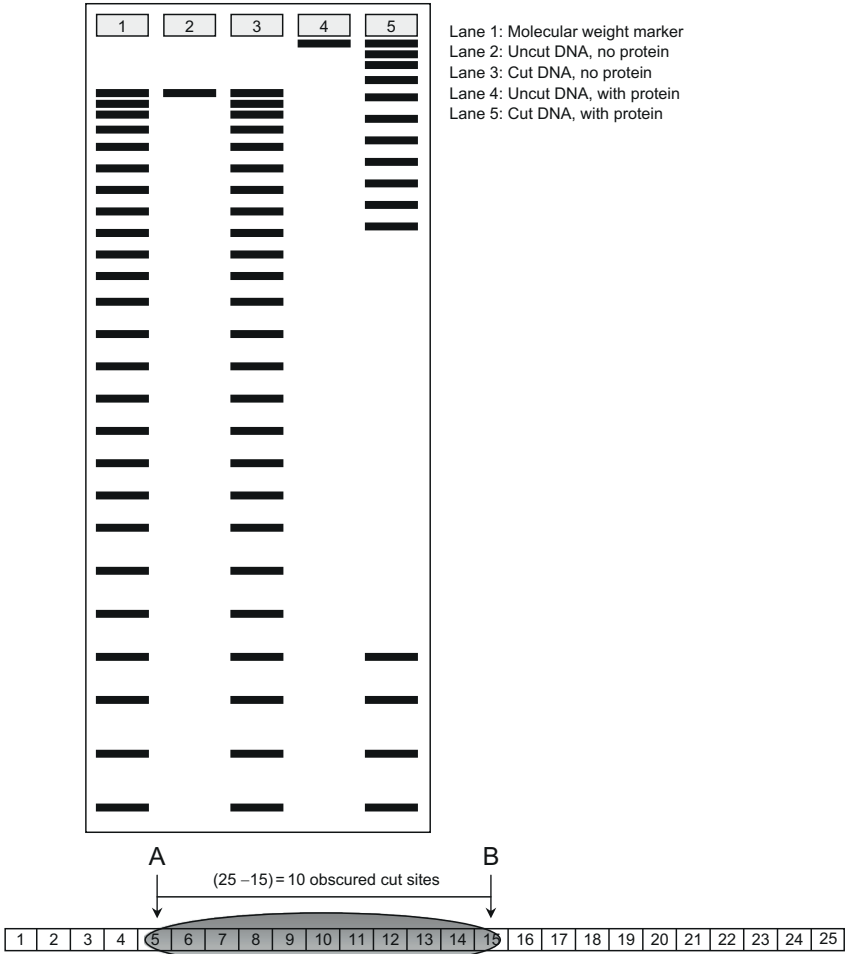 1 2 3 4 5
Lane 1: Molecular weight marker
Lane 2: Uncut DNA, no protein
Lane 3: Cut DNA, no protein
Lane 4: Uncut DNA, with protein
Lane 5: Cut DNA, with protein
A B
(25 –15) = 10 obscured cut sites
1 2 3 4 5 6 7 8 9 10 11 12 13 14 15 16 17 18 19 20 21 22 23 24 25